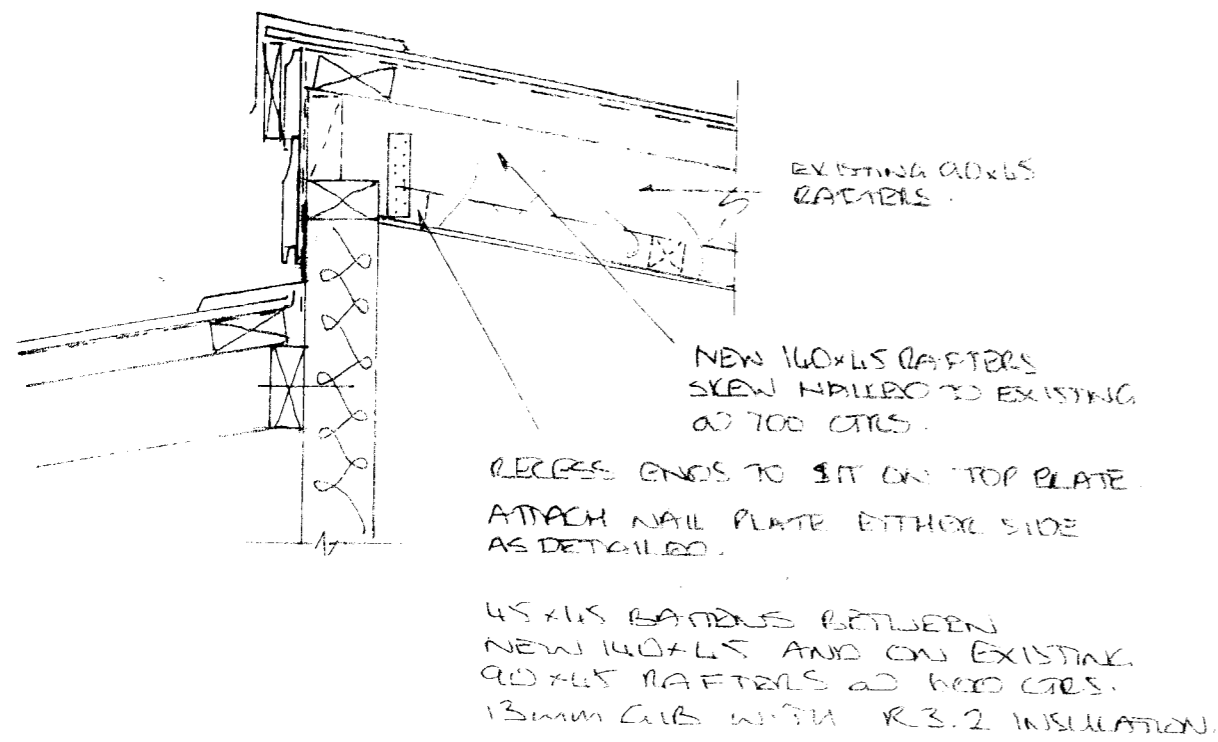 EXISTING 90x45
RAFTERS.
NEW 140x45 RAFTERS
SKEW NAILED TO EXISTING
@ 700 CTRS.
RECESS ENDS TO SIT ON TOP PLATE.
ATTACH NAIL PLATE EITHER SIDE
AS DETAILED.
45x45 BATTENS BETWEEN
NEW 140x45 AND ON EXISTING
90x45 RAFTERS @ 600 CTRS.
13mm GIB WITH R3.2 INSULATION.